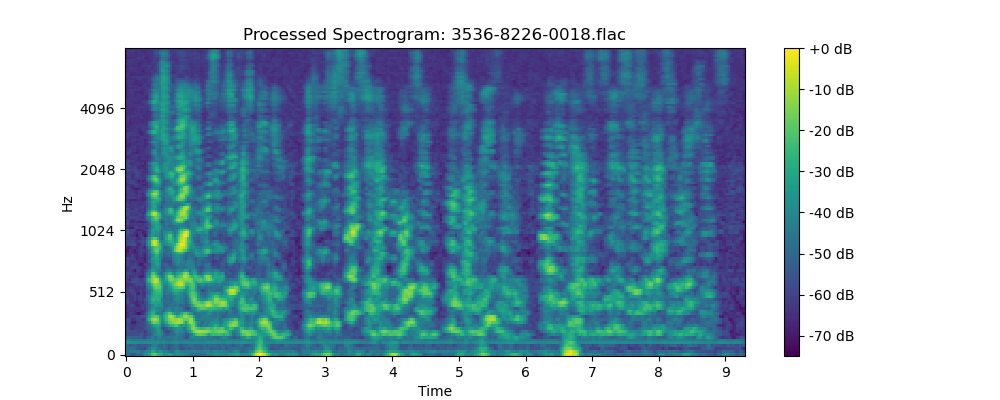 Processed Spectrogram: 3536-8226-0018.flac
Hz
4096
2048
1024
512
0
0 1 2 3 4 5 6 7 8 9
Time
+0 dB
-10 dB
-20 dB
-30 dB
-40 dB
-50 dB
-60 dB
-70 dB